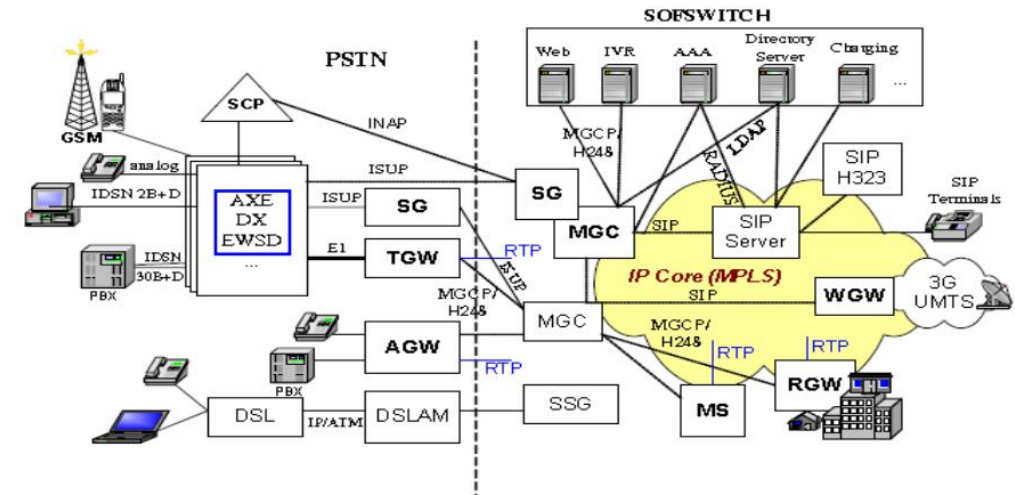 SOFSWITCH
Web
IVR
AAA
Directory
Server
Charging
...
PSTN
SCP
GSM
INAP
MGCP/
H248
LDAP
RADIUS
SIP
H323
analog
ISUP
SG
IDSN 2B+D
AXE
DX
EWSD
...
ISUP
SG
MGC
SIP
SIP
Server
SIP
Terminals
IDSN
30B+D
PBX
E1
TGW
RTP
ISUP
IP Core (MPLS)
SIP
WGW
3G
UMTS
MGCP/
H248
MGC
MGCP/
H248
AGW
RTP
PBX
RTP
RTP
RGW
MS
DSL
IP/ATM
DSLAM
SSG